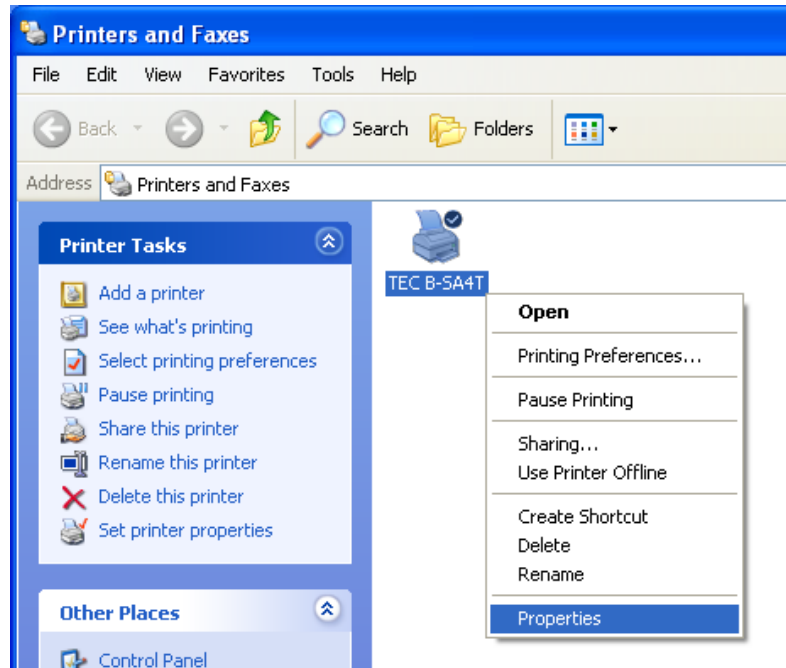 Printers and Faxes
File Edit View Favorites Tools Help
Back Search Folders
Address Printers and Faxes
Printer Tasks
Add a printer
See what's printing
Select printing preferences
Pause printing
Share this printer
Rename this printer
Delete this printer
Set printer properties
Other Places
Control Panel
TEC B-SA4T
Open
Printing Preferences...
Pause Printing
Sharing...
Use Printer Offline
Create Shortcut
Delete
Rename
Properties